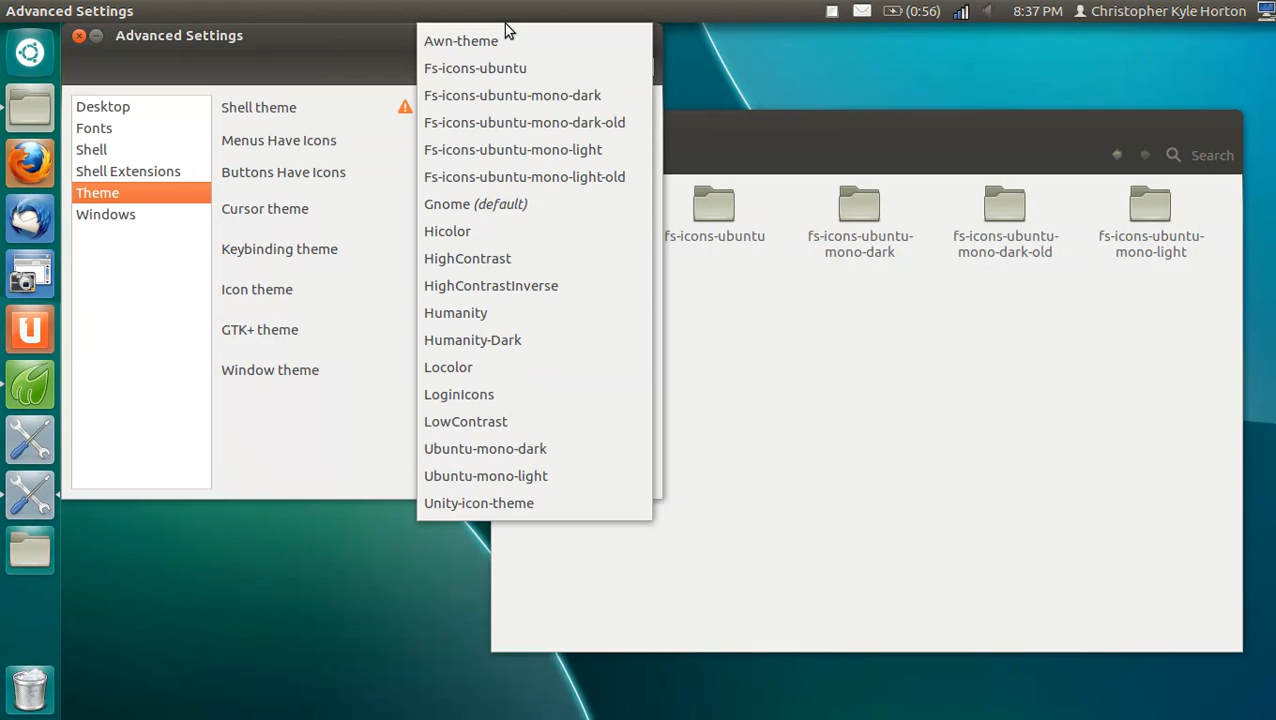 Advanced Settings
(0:56)
8:37 PM
Christopher Kyle Horton
Advanced Settings
Desktop
Fonts
Shell
Shell Extensions
Theme
Windows
Shell theme
Menus Have Icons
Buttons Have Icons
Cursor theme
Keybinding theme
Icon theme
GTK+ theme
Window theme
Awn-theme
Fs-icons-ubuntu
Fs-icons-ubuntu-mono-dark
Fs-icons-ubuntu-mono-dark-old
Fs-icons-ubuntu-mono-light
Fs-icons-ubuntu-mono-light-old
Gnome (default)
Hicolor
HighContrast
HighContrastInverse
Humanity
Humanity-Dark
Locolor
LoginIcons
LowContrast
Ubuntu-mono-dark
Ubuntu-mono-light
Unity-icon-theme
Search
fs-icons-ubuntu
fs-icons-ubuntu-
mono-dark
fs-icons-ubuntu-
mono-dark-old
fs-icons-ubuntu-
mono-light